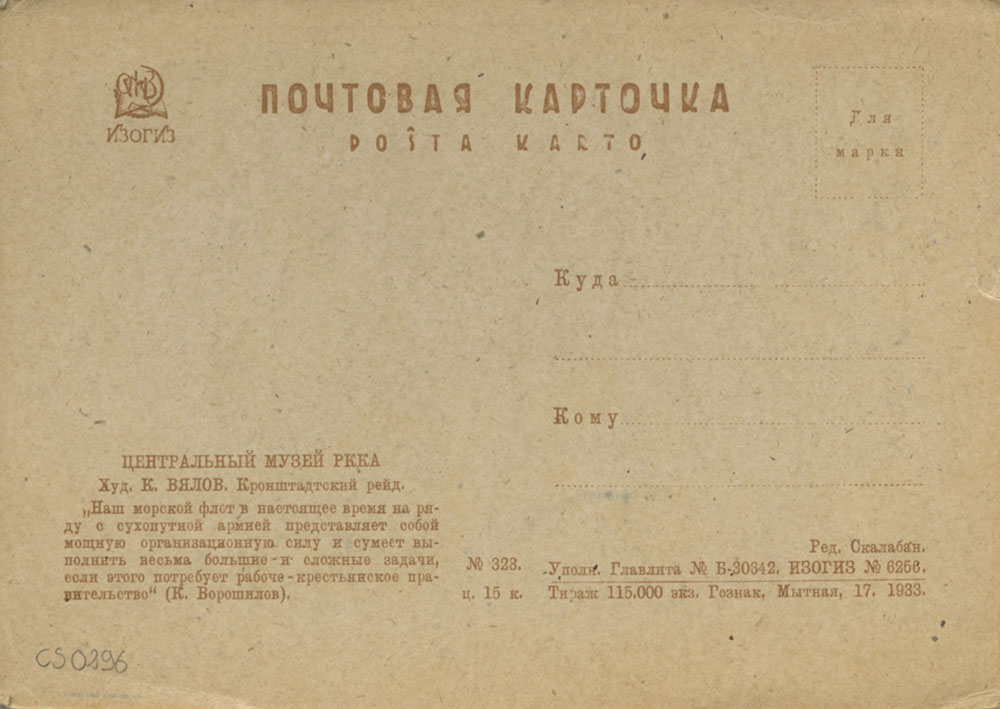 ИЗОГИЗ
ПОЧТОВАЯ КАРТОЧКА
POŜTA KARTO
Для
марки
Куда
Кому
ЦЕНТРАЛЬНЫЙ МУЗЕЙ РККА
Худ. К. ВЯЛОВ. Кронштадтский рейд.
„Наш морской флот в настоящее время на ря-
ду с сухопутной армией представляет собой
мощную организационную силу и сумеет вы-
полнить весьма большие и сложные задачи,
если этого потребует рабоче-крестьянское пра-
вительство“ (К. Ворошилов).
№ 323.
ц. 15 к.
Ред. Скалабан.
Уполн. Главлита № Б-30642. ИЗОГИЗ № 6256.
Тираж 115.000 экз. Гознак, Мытная, 17. 1933.
CS0896